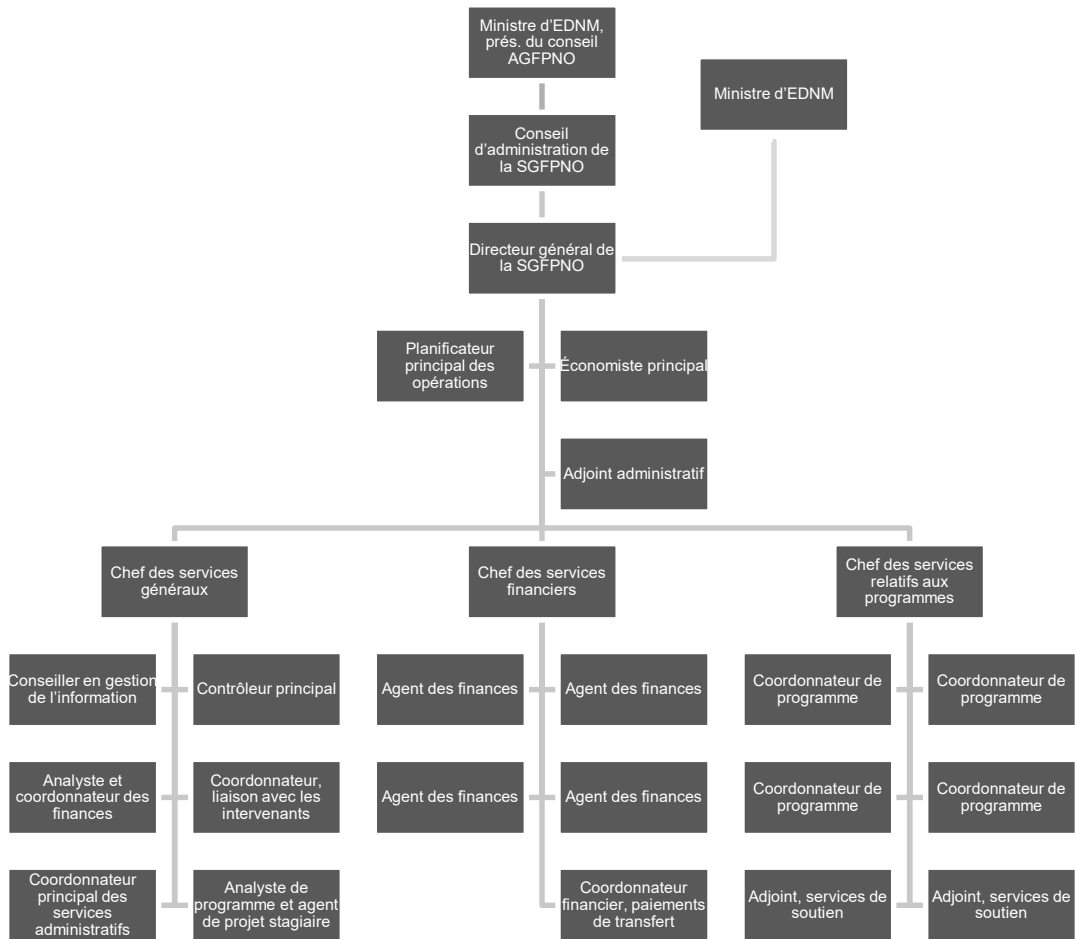 Ministre d’EDNM,
prés. du conseil
AGFPNO
Ministre d’EDNM
Conseil
d’administration de
la SGFPNO
Directeur général de
la SGFPNO
Planificateur
principal des
opérations
Économiste principal
Adjoint administratif
Chef des services
généraux
Chef des services
financiers
Chef des services
relatifs aux
programmes
Conseiller en gestion
de l’information
Contrôleur principal
Agent des finances
Agent des finances
Coordonnateur de
programme
Coordonnateur de
programme
Analyste et
coordonnateur des
finances
Coordonnateur,
liaison avec les
intervenants
Agent des finances
Agent des finances
Coordonnateur de
programme
Coordonnateur de
programme
Coordonnateur
principal des
services
administratifs
Analyste de
programme et agent
de projet stagiaire
Coordonnateur
financier, paiements
de transfert
Adjoint, services de
soutien
Adjoint, services de
soutien